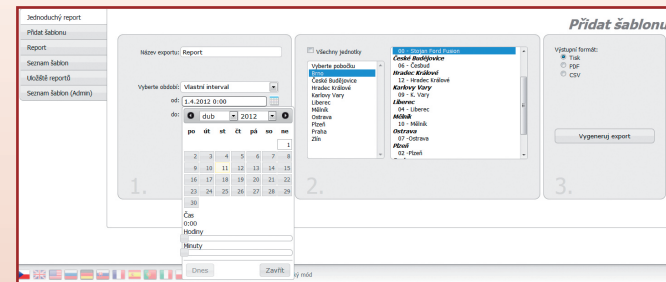 Jednoduchý report
Přidat šablonu
Report
Seznam šablon
Uložiště reportů
Seznam šablon (Admin)
Přidat šablonu
Název exportu: Report
Vyberte období: Vlastní interval
od: 1.4.2012 0:00
do:
dub 2012
po út st čt pá so ne
1
2 3 4 5 6 7 8
9 10 11 12 13 14 15
16 17 18 19 20 21 22
23 24 25 26 27 28 29
30
Čas
0:00
Hodiny
Minuty
Dnes Zavřít
1.
Všechny jednotky
Vyberte pobočku
Brno
České Budějovice
Hradec Králové
Karlovy Vary
Liberec
Mělník
Ostrava
Plzeň
Praha
Zlín
00 - Stojan Ford Fusion
České Budějovice
06 - Česbud
Hradec Králové
12 - Hradec Králové
Karlovy Vary
09 - K. Vary
Liberec
04 - Liberec
Mělník
10 - Mělník
Ostrava
07 -Ostrava
Plzeň
02 -Plzeň
2.
Výstupní formát:
Tisk
PDF
CSV
Vygeneruj export
3.
ý mód